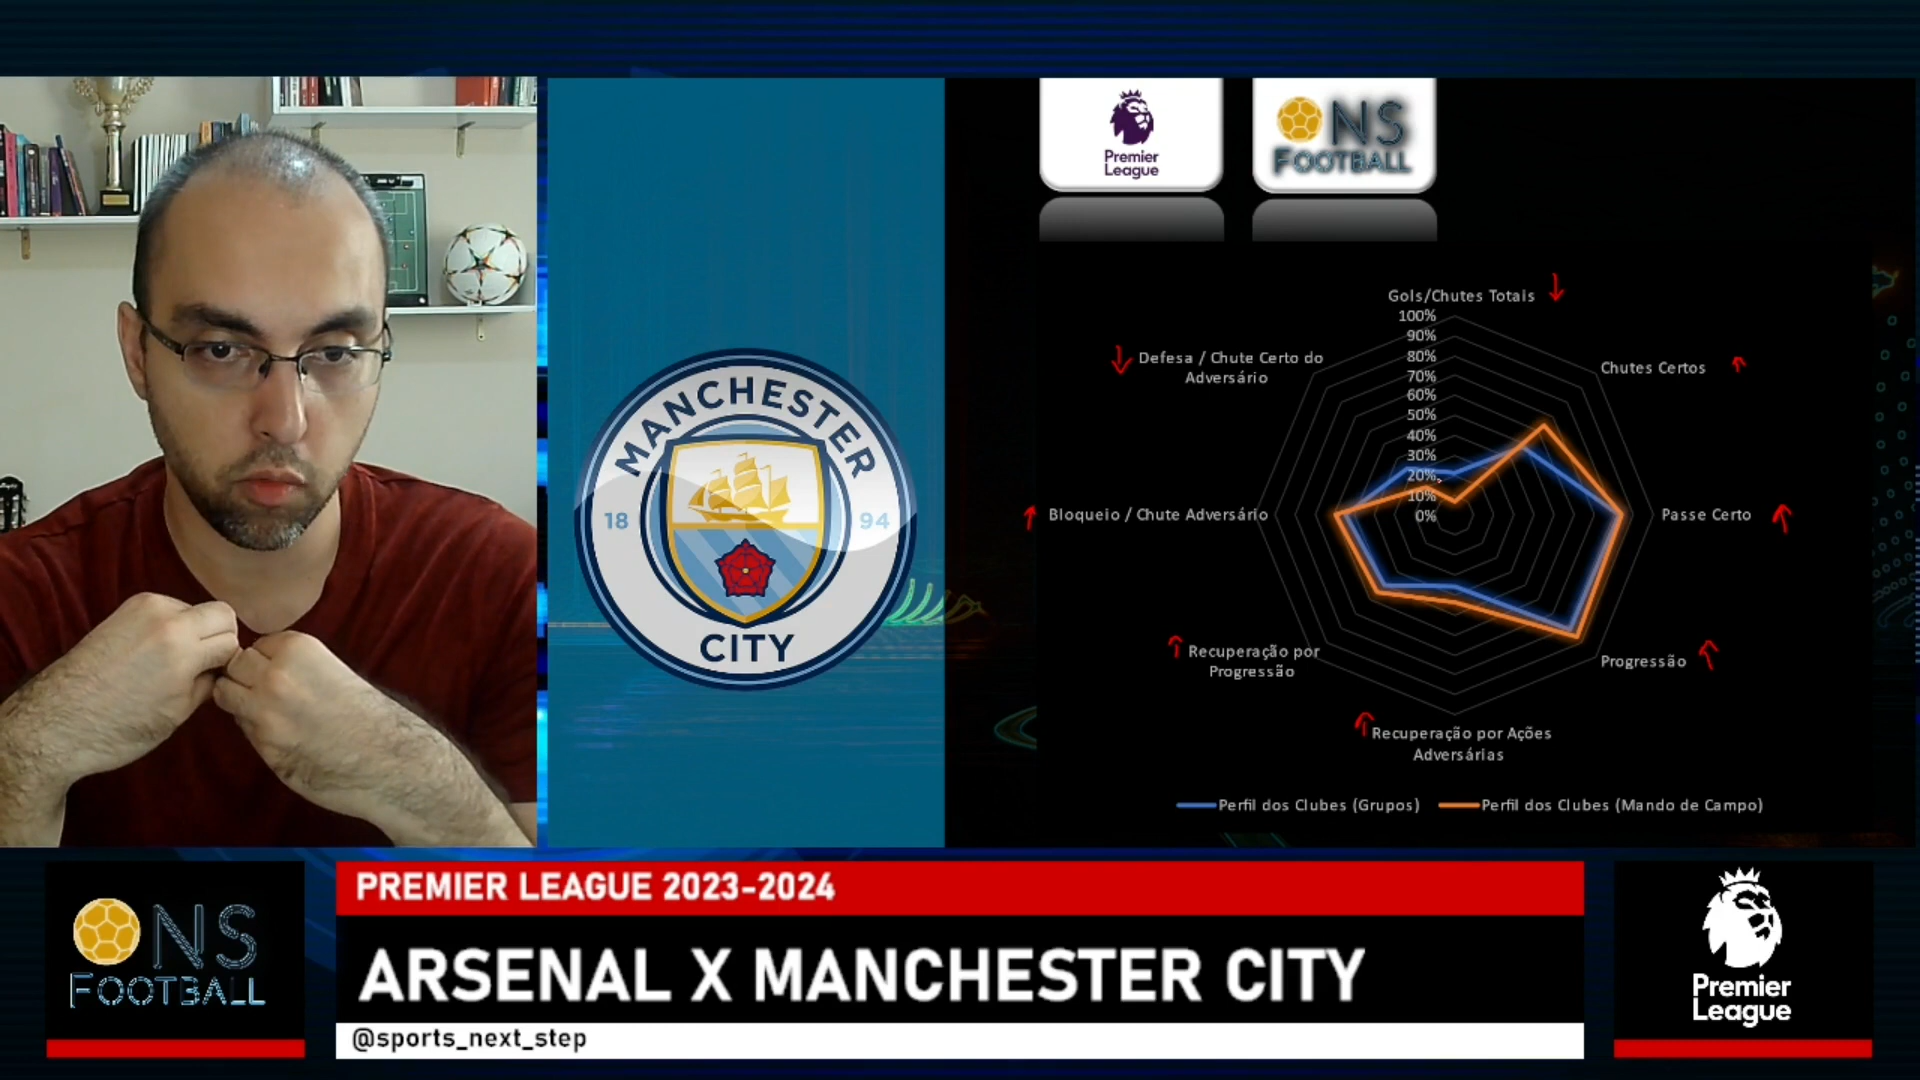 Premier
League
NS
FOOTBALL
Gols/Chutes Totais
100%
90%
80%
70%
60%
50%
40%
30%
20%
10%
0%
Chutes Certos
Passe Certo
Progressão
Recuperação por Ações
Adversárias
Recuperação por
Progressão
Bloqueio / Chute Adversário
Defesa / Chute Certo do
Adversário
Perfil dos Clubes (Grupos)
Perfil dos Clubes (Mando de Campo)
MANCHESTER
18
94
CITY
NS
FOOTBALL
PREMIER LEAGUE 2023-2024
ARSENAL X MANCHESTER CITY
@sports_next_step
Premier
League